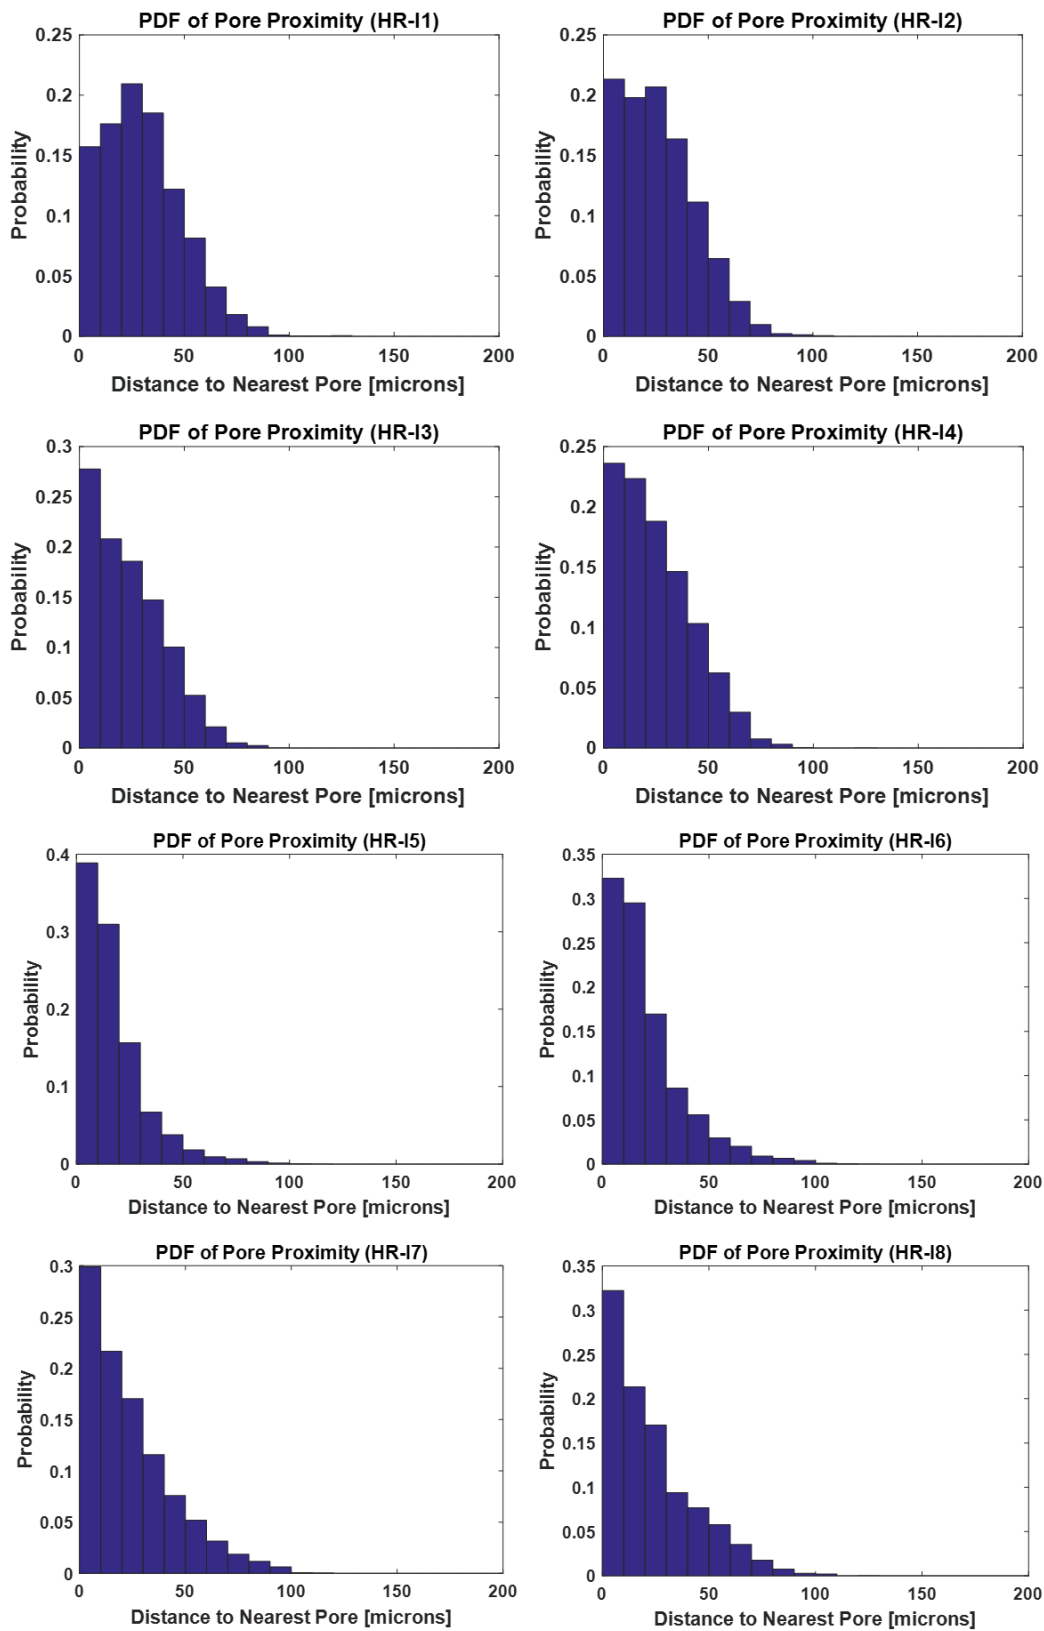 PDF of Pore Proximity (HR-I1)
0.25
0.2
0.15
0.1
0.05
0
Probability
0 50 100 150 200
Distance to Nearest Pore [microns]
PDF of Pore Proximity (HR-I2)
0.25
0.2
0.15
0.1
0.05
0
Probability
0 50 100 150 200
Distance to Nearest Pore [microns]
PDF of Pore Proximity (HR-I3)
0.3
0.25
0.2
0.15
0.1
0.05
0
Probability
0 50 100 150 200
Distance to Nearest Pore [microns]
PDF of Pore Proximity (HR-I4)
0.25
0.2
0.15
0.1
0.05
0
Probability
0 50 100 150 200
Distance to Nearest Pore [microns]
PDF of Pore Proximity (HR-I5)
0.4
0.3
0.2
0.1
0
Probability
0 50 100 150 200
Distance to Nearest Pore [microns]
PDF of Pore Proximity (HR-I6)
0.35
0.3
0.25
0.2
0.15
0.1
0.05
0
Probability
0 50 100 150 200
Distance to Nearest Pore [microns]
PDF of Pore Proximity (HR-I7)
0.3
0.25
0.2
0.15
0.1
0.05
0
Probability
0 50 100 150 200
Distance to Nearest Pore [microns]
PDF of Pore Proximity (HR-I8)
0.35
0.3
0.25
0.2
0.15
0.1
0.05
0
Probability
0 50 100 150 200
Distance to Nearest Pore [microns]